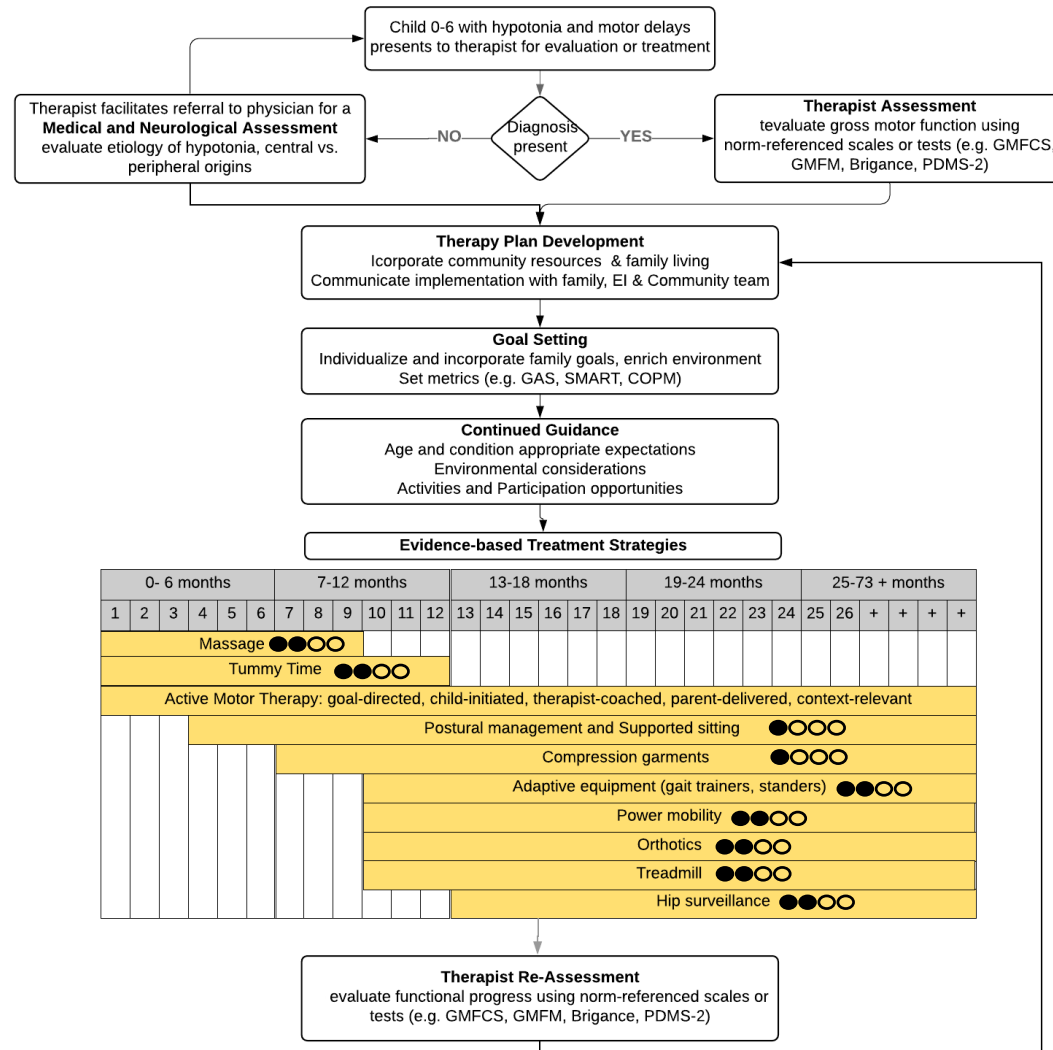 Child 0-6 with hypotonia and motor delays
presents to therapist for evaluation or treatment
Therapist facilitates referral to physician for a
Medical and Neurological Assessment
evaluate etiology of hypotonia, central vs.
peripheral origins
NO
Diagnosis
present
YES
Therapist Assessment
tevaluate gross motor function using
norm-referenced scales or tests (e.g. GMFCS,
GMFM, Brigance, PDMS-2)
Therapy Plan Development
Icorporate community resources & family living
Communicate implementation with family, EI & Community team
Goal Setting
Individualize and incorporate family goals, enrich environment
Set metrics (e.g. GAS, SMART, COPM)
Continued Guidance
Age and condition appropriate expectations
Environmental considerations
Activities and Participation opportunities
Evidence-based Treatment Strategies
0- 6 months 7-12 months 13-18 months 19-24 months 25-73 + months
1 2 3 4 5 6 7 8 9 10 11 12 13 14 15 16 17 18 19 20 21 22 23 24 25 26 + + + +
Massage
Tummy Time
Active Motor Therapy: goal-directed, child-initiated, therapist-coached, parent-delivered, context-relevant
Postural management and Supported sitting
Compression garments
Adaptive equipment (gait trainers, standers)
Power mobility
Orthotics
Treadmill
Hip surveillance
Therapist Re-Assessment
evaluate functional progress using norm-referenced scales or
tests (e.g. GMFCS, GMFM, Brigance, PDMS-2)